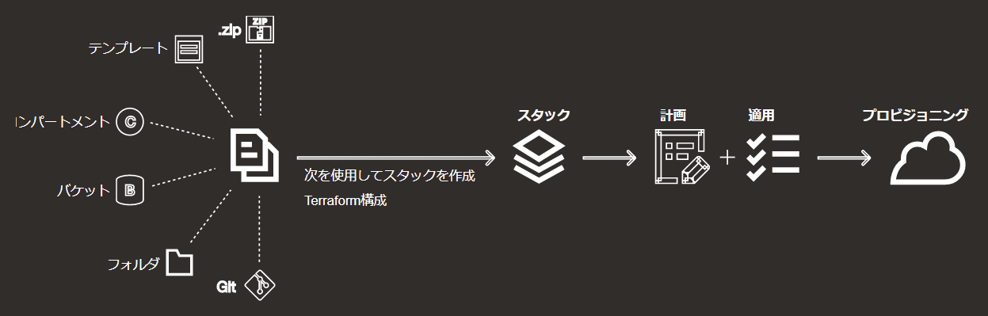 .zip
ZIP
テンプレート
ンパートメント
C
バケット
B
フォルダ
Git
次を使用してスタックを作成
Terraform構成
スタック
計画
+
適用
プロビジョニング